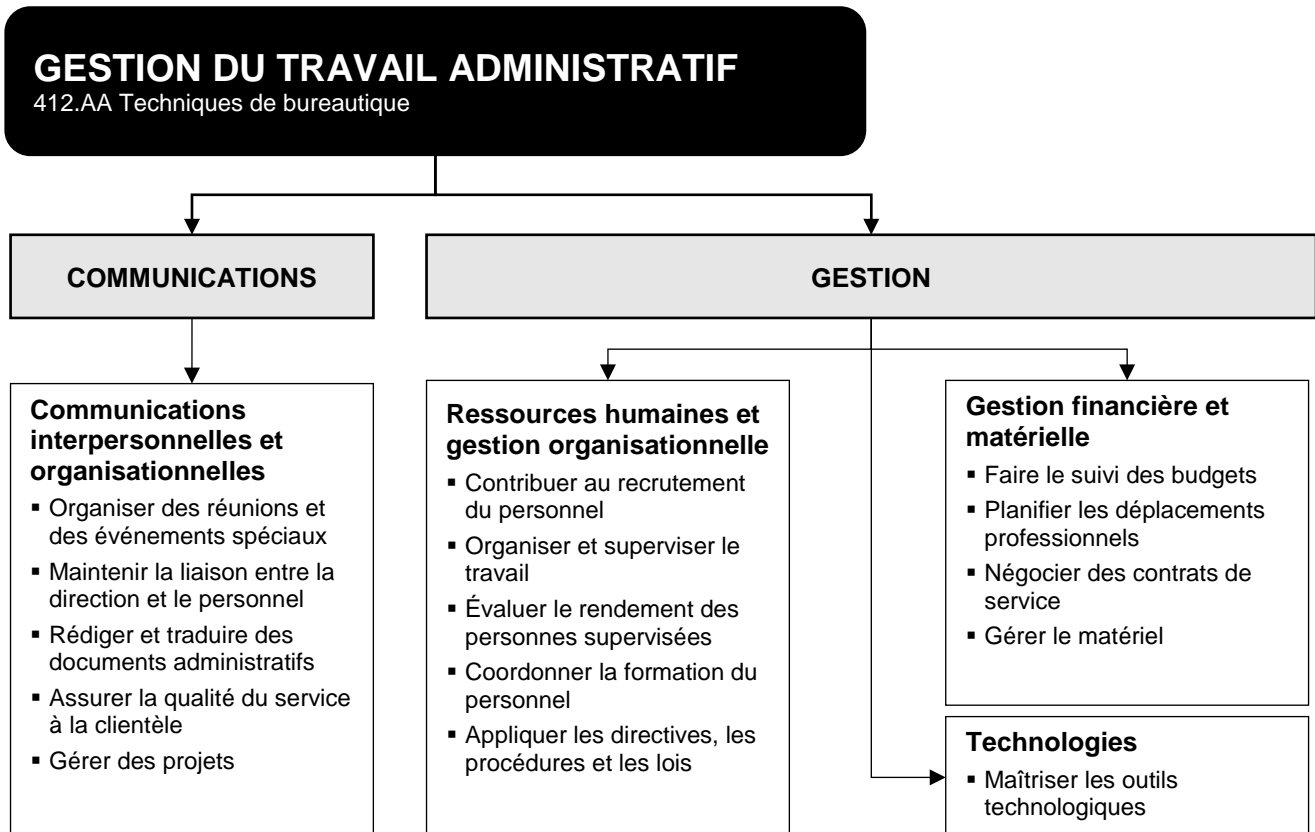 GESTION DU TRAVAIL ADMINISTRATIF
412.AA Techniques de bureautique
COMMUNICATIONS
GESTION
Communications
interpersonnelles et
organisationnelles
▪ Organiser des réunions et
des événements spéciaux
▪ Maintenir la liaison entre la
direction et le personnel
▪ Rédiger et traduire des
documents administratifs
▪ Assurer la qualité du service
à la clientèle
▪ Gérer des projets
Ressources humaines et
gestion organisationnelle
▪ Contribuer au recrutement
du personnel
▪ Organiser et superviser le
travail
▪ Évaluer le rendement des
personnes supervisées
▪ Coordonner la formation du
personnel
▪ Appliquer les directives, les
procédures et les lois
Gestion financière et
matérielle
▪ Faire le suivi des budgets
▪ Planifier les déplacements
professionnels
▪ Négocier des contrats de
service
▪ Gérer le matériel
Technologies
▪ Maîtriser les outils
technologiques